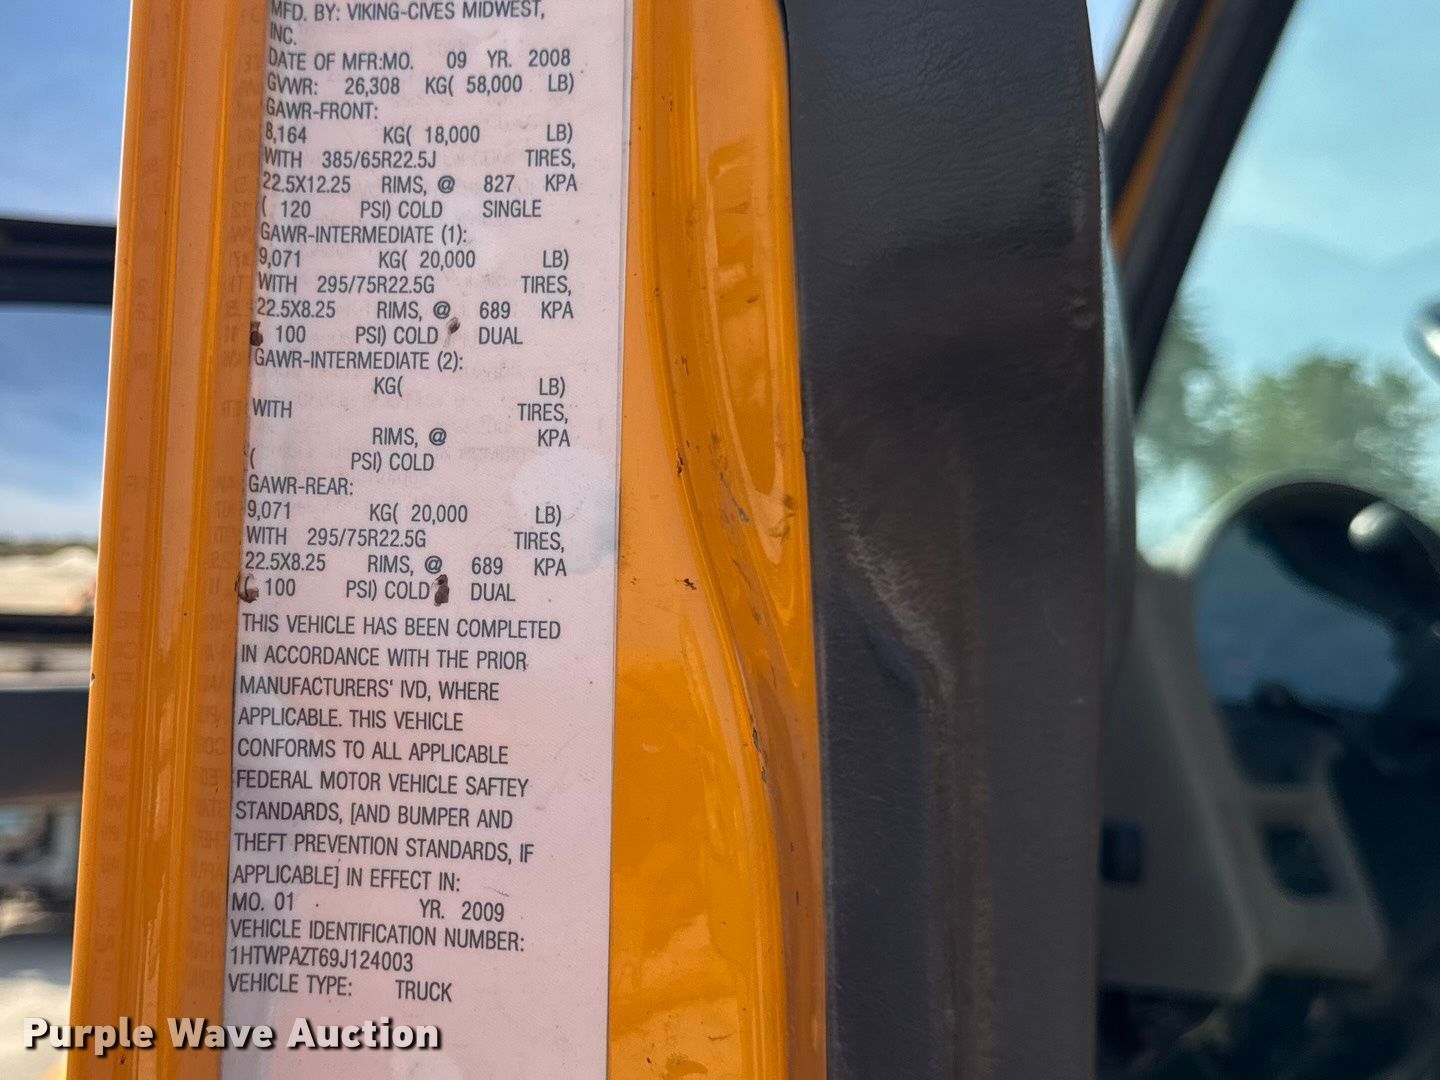 MFD. BY: VIKING-CIVES MIDWEST,
INC.
DATE OF MFR:MO. 09 YR. 2008
GVWR: 26,308 KG( 58,000 LB)
GAWR-FRONT:
8,164 KG( 18,000 LB)
WITH 385/65R22.5J TIRES,
22.5X12.25 RIMS, @ 827 KPA
( 120 PSI) COLD SINGLE
GAWR-INTERMEDIATE (1):
9,071 KG( 20,000 LB)
WITH 295/75R22.5G TIRES,
22.5X8.25 RIMS, @ 689 KPA
100 PSI) COLD DUAL
GAWR-INTERMEDIATE (2):
KG( LB)
WITH TIRES,
RIMS, @ KPA
( PSI) COLD
GAWR-REAR:
9,071 KG( 20,000 LB)
WITH 295/75R22.5G TIRES,
22.5X8.25 RIMS, @ 689 KPA
( 100 PSI) COLD DUAL
THIS VEHICLE HAS BEEN COMPLETED
IN ACCORDANCE WITH THE PRIOR
MANUFACTURERS' IVD, WHERE
APPLICABLE. THIS VEHICLE
CONFORMS TO ALL APPLICABLE
FEDERAL MOTOR VEHICLE SAFTEY
STANDARDS, [AND BUMPER AND
THEFT PREVENTION STANDARDS, IF
APPLICABLE] IN EFFECT IN:
MO. 01 YR. 2009
VEHICLE IDENTIFICATION NUMBER:
1HTWPAZT69J124003
VEHICLE TYPE: TRUCK
Purple Wave Auction